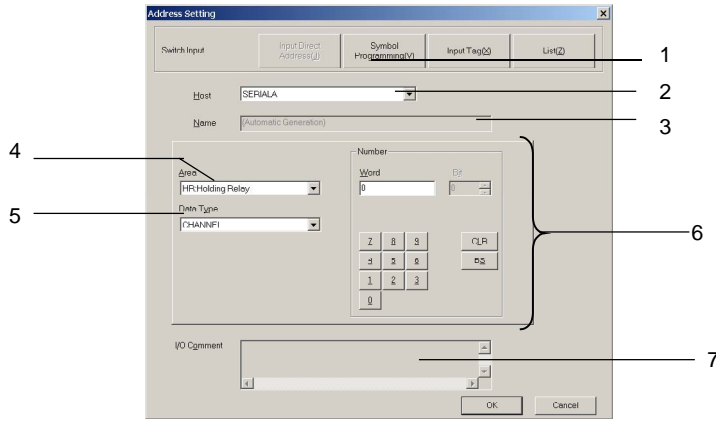 Address Setting
Switch Input
Input Direct Address(J)
Symbol Programming(V)
Input Tag(X)
List(Z)
1
Host
SERIALA
2
Name
(Automatic Generation)
3
4
Number
Area
Word
Bit
HR:Holding Relay
0
0
5
Data Type
CHANNEL
6
7 8 9 CLR
4 5 6 BS
1 2 3
0
I/O Comment
7
OK
Cancel